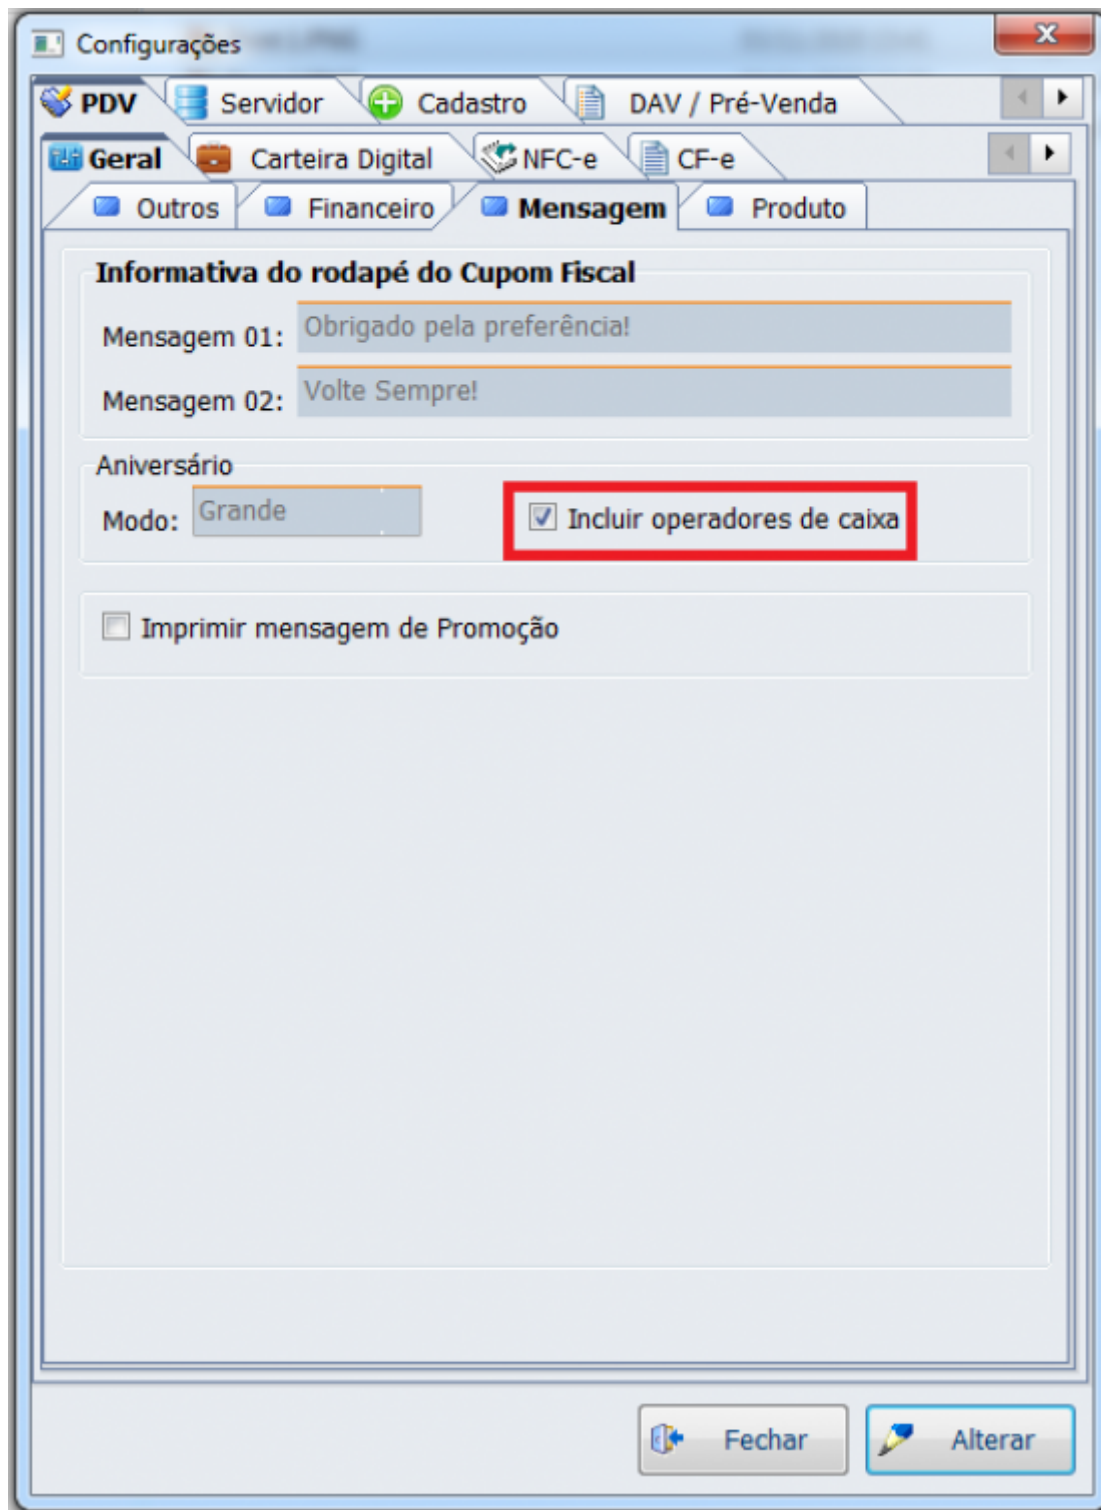 Configurações
PDV Servidor Cadastro DAV / Pré-Venda
Geral Carteira Digital NFC-e CF-e
Outros Financeiro Mensagem Produto
Informativa do rodapé do Cupom Fiscal
Mensagem 01: Obrigado pela preferência!
Mensagem 02: Volte Sempre!
Aniversário
Modo: Grande Incluir operadores de caixa
Imprimir mensagem de Promoção
Fechar Alterar